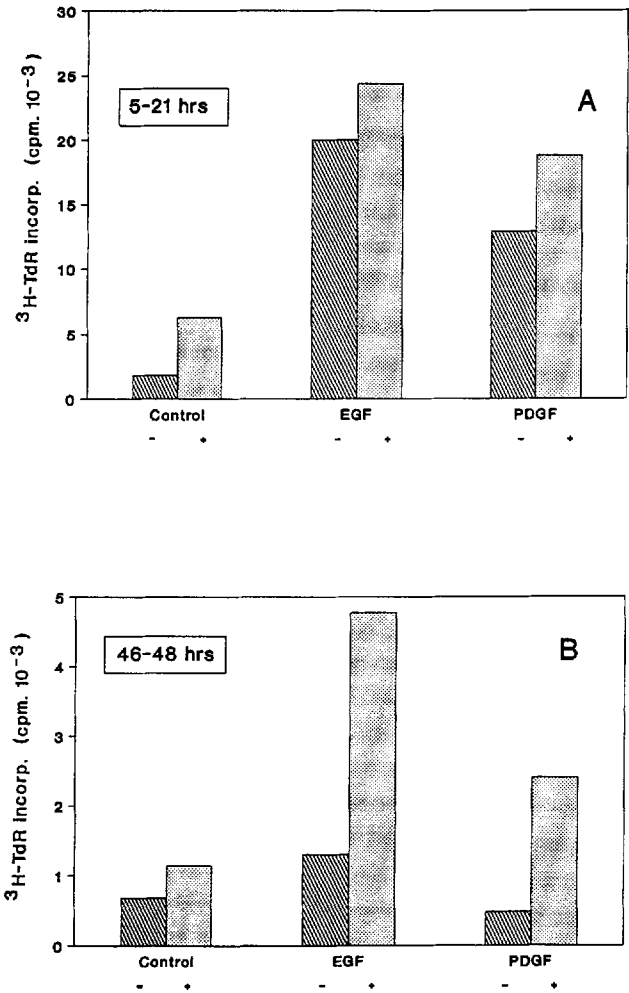 30
25
20
15
10
5
0
³H-TdR incorp. (cpm. 10⁻³)
5-21 hrs
A
Control EGF PDGF
- + - + - +
5
4
3
2
1
0
³H-TdR incorp. (cpm. 10⁻³)
46-48 hrs
B
Control EGF PDGF
- + - + - +